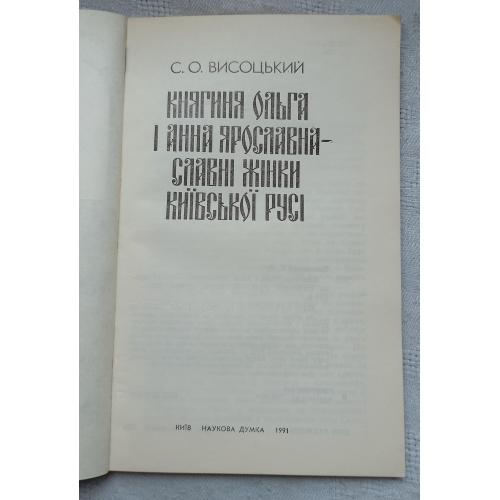 С. О. ВИСОЦЬКИЙ
КНЯГИНЯ ОЛЬГА
І АННА ЯРОСЛАВНА–
СЛАВНІ ЖІНКИ
КИЇВСЬКОЇ РУСІ
КИЇВ НАУКОВА ДУМКА 1991